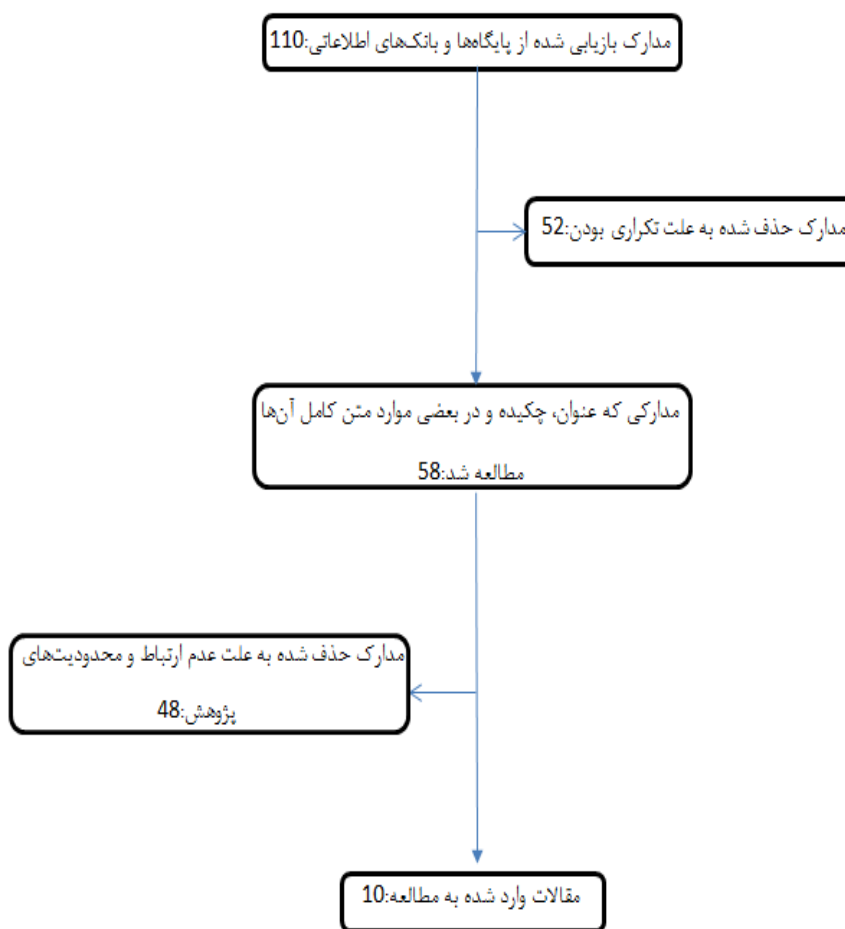 مدارک بازیابی شده از پایگاه‌ها و بانک‌های اطلاعاتی:110
مدارک حذف شده به علت تکراری بودن:52
مدارکی که عنوان، چکیده و در بعضی موارد متن کامل آن‌ها
مطالعه شد:58
مدارک حذف شده به علت عدم ارتباط و محدودیت‌های
پژوهش:48
مقالات وارد شده به مطالعه:10